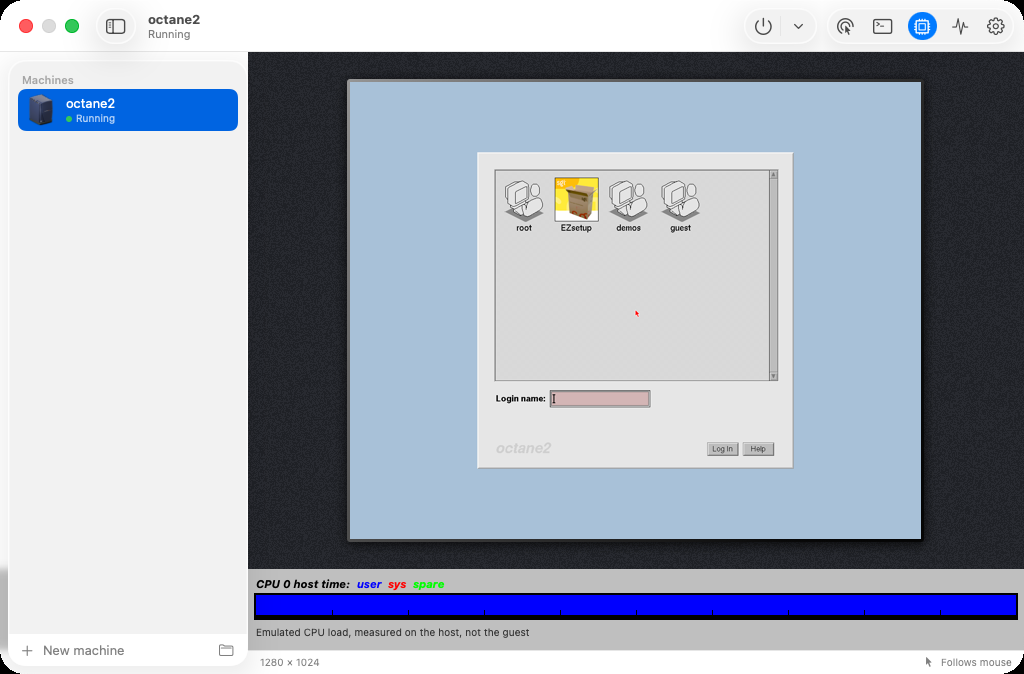 octane2
Running
Machines
octane2
Running
root
EZsetup
demos
guest
Login name:
octane2
Log In
Help
CPU 0 host time: user sys spare
Emulated CPU load, measured on the host, not the guest
New machine
1280 × 1024
Follows mouse